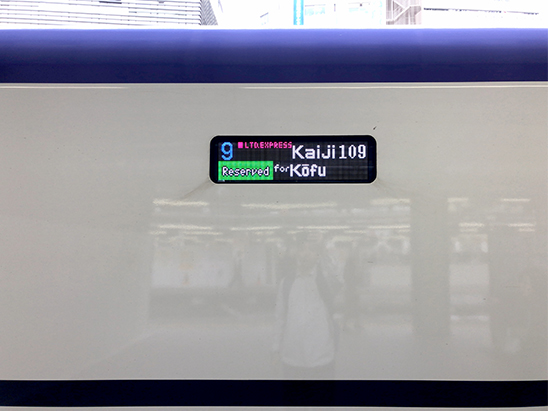 9 LTD.EXPRESS Kaiji 109
Reserved for Kōfu